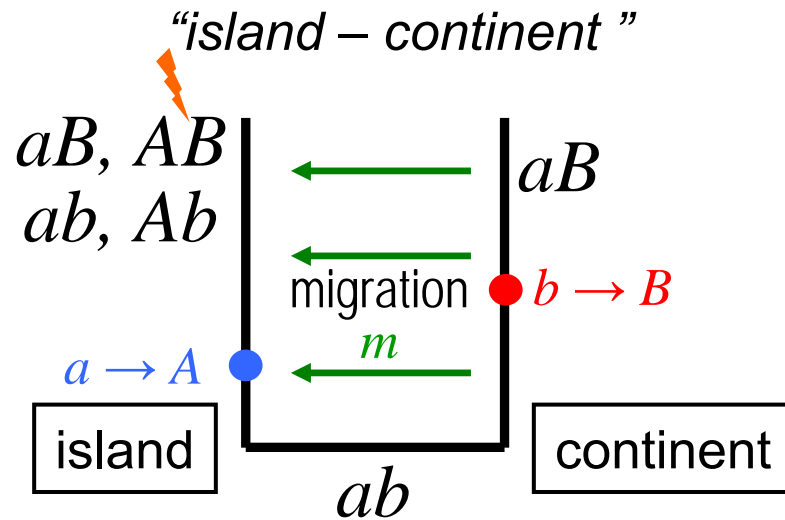 “island – continent ”
aB, AB
ab, Ab
aB
migration
b → B
m
a → A
island
continent
ab